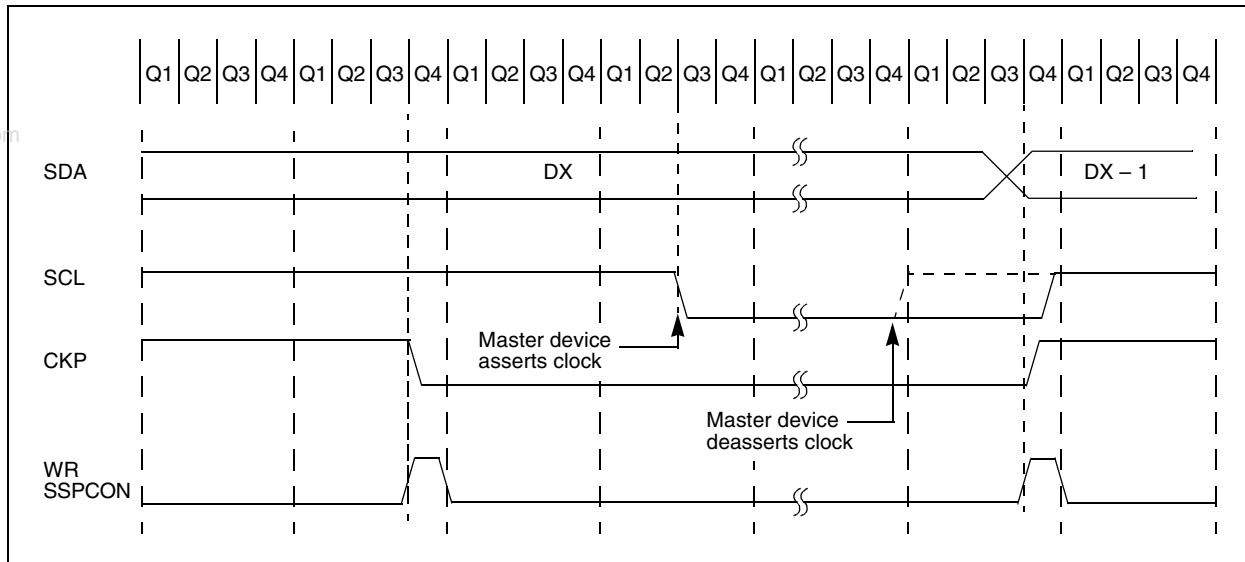 Q1 Q2 Q3 Q4 Q1 Q2 Q3 Q4 Q1 Q2 Q3 Q4 Q1 Q2 Q3 Q4 Q1 Q2 Q3 Q4 Q1 Q2 Q3 Q4 Q1 Q2 Q3 Q4
om
SDA
DX
DX – 1
SCL
Master device
asserts clock
CKP
Master device
deasserts clock
WR
SSPCON